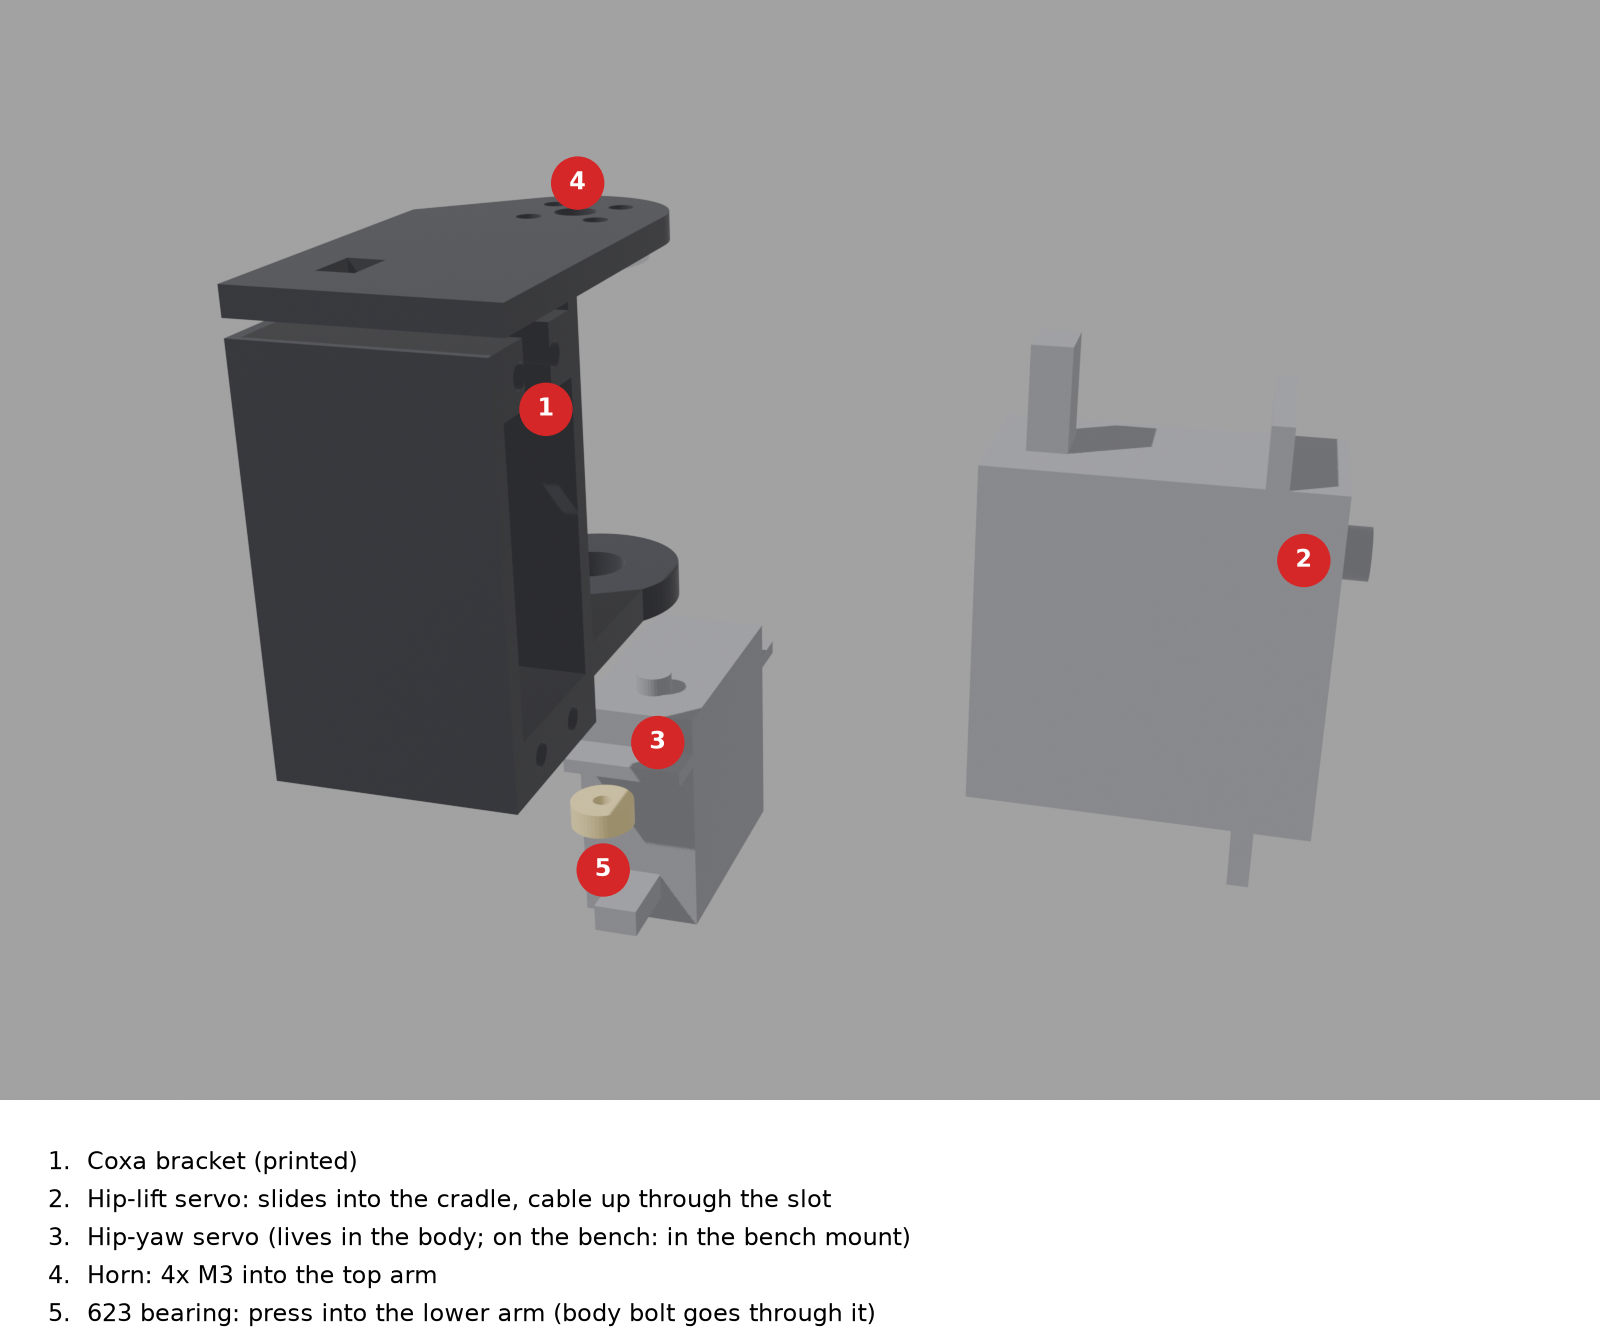 4
1
2
3
5
1. Coxa bracket (printed)
2. Hip-lift servo: slides into the cradle, cable up through the slot
3. Hip-yaw servo (lives in the body; on the bench: in the bench mount)
4. Horn: 4x M3 into the top arm
5. 623 bearing: press into the lower arm (body bolt goes through it)